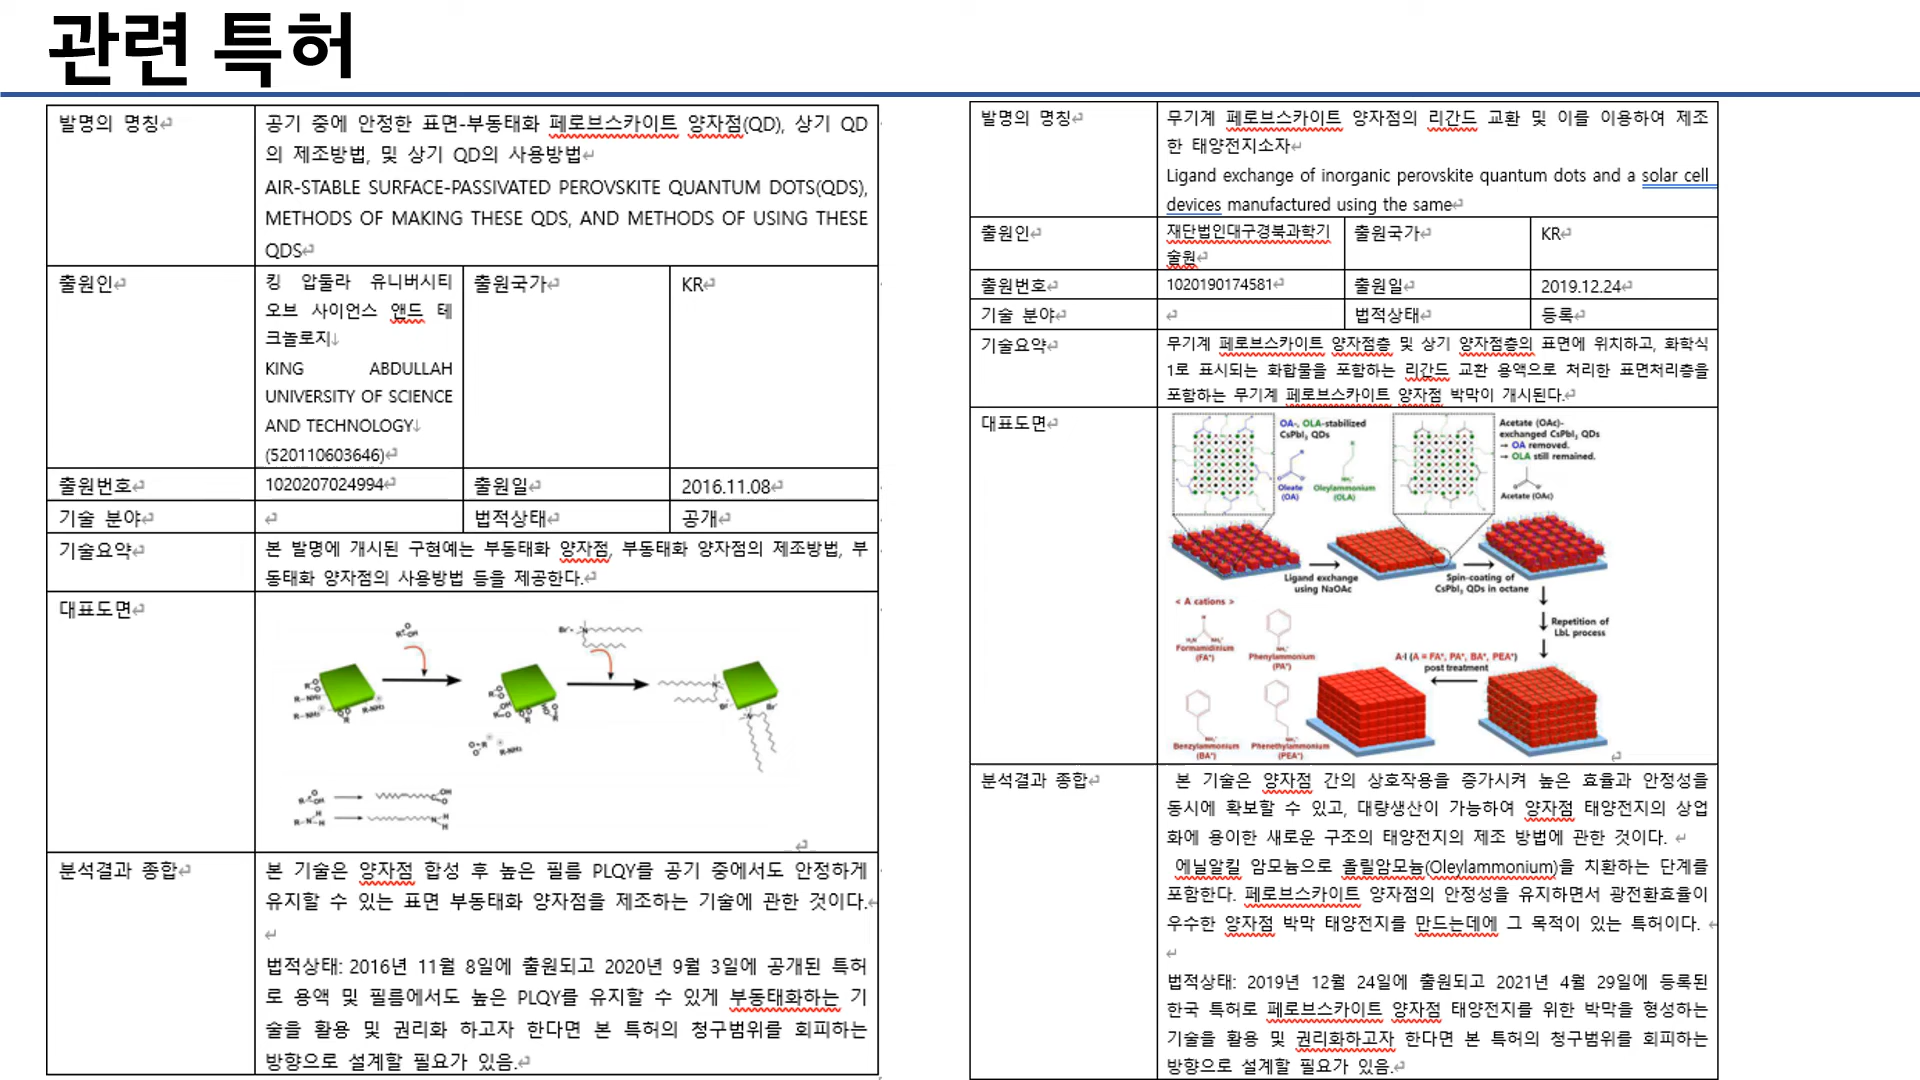 관련 특허
발명의 명칭
공기 중에 안정한 표면-부동태화 페로브스카이트 양자점(QD), 상기 QD
의 제조방법, 및 상기 QD의 사용방법
AIR-STABLE SURFACE-PASSIVATED PEROVSKITE QUANTUM DOTS(QDS),
METHODS OF MAKING THESE QDS, AND METHODS OF USING THESE
QDS
출원인
킹 압둘라 유니버시티
오브 사이언스 앤드 테
크놀로지
KING ABDULLAH
UNIVERSITY OF SCIENCE
AND TECHNOLOGY
(520110603646)
출원국가
KR
출원번호
1020207024994
출원일
2016.11.08
기술 분야
법적상태
공개
기술요약
본 발명에 개시된 구현예는 부동태화 양자점, 부동태화 양자점의 제조방법, 부
동태화 양자점의 사용방법 등을 제공한다.
대표도면
분석결과 종합
본 기술은 양자점 합성 후 높은 필름 PLQY를 공기 중에서도 안정하게
유지할 수 있는 표면 부동태화 양자점을 제조하는 기술에 관한 것이다.
법적상태: 2016년 11월 8일에 출원되고 2020년 9월 3일에 공개된 특허
로 용액 및 필름에서도 높은 PLQY를 유지할 수 있게 부동태화하는 기
술을 활용 및 권리화 하고자 한다면 본 특허의 청구범위를 회피하는
방향으로 설계할 필요가 있음.
발명의 명칭
무기계 페로브스카이트 양자점의 리간드 교환 및 이를 이용하여 제조
한 태양전지소자
Ligand exchange of inorganic perovskite quantum dots and a solar cell
devices manufactured using the same
출원인
재단법인대구경북과학기
술원
출원국가
KR
출원번호
1020190174581
출원일
2019.12.24
기술 분야
법적상태
등록
기술요약
무기계 페로브스카이트 양자점층 및 상기 양자점층의 표면에 위치하고, 화학식
1로 표시되는 화합물을 포함하는 리간드 교환 용액으로 처리한 표면처리층을
포함하는 무기계 페로브스카이트 양자점 박막이 개시된다.
대표도면
OA-, OLA-stabilized
CsPbI₃ QDs
Oleate
(OA)
Oleylammonium
(OLA)
Acetate (OAc)-
exchanged CsPbI₃ QDs
→ OA removed.
→ OLA still remained.
Acetate (OAc)
Ligand exchange
using NaOAc
Spin-coating of
CsPbI₃ QDs in octane
< A cations >
Formamidinium
(FA⁺)
Phenylammonium
(PA⁺)
Repetition of
LbL process
A-I (A = FA⁺, PA⁺, BA⁺, PEA⁺)
post treatment
Benzylammonium
(BA⁺)
Phenethylammonium
(PEA⁺)
분석결과 종합
본 기술은 양자점 간의 상호작용을 증가시켜 높은 효율과 안정성을
동시에 확보할 수 있고, 대량생산이 가능하여 양자점 태양전지의 상업
화에 용이한 새로운 구조의 태양전지의 제조 방법에 관한 것이다.
에닐알킬 암모늄으로 올릴암모늄(Oleylammonium)을 치환하는 단계를
포함한다. 페로브스카이트 양자점의 안정성을 유지하면서 광전환효율이
우수한 양자점 박막 태양전지를 만드는데에 그 목적이 있는 특허이다.
법적상태: 2019년 12월 24일에 출원되고 2021년 4월 29일에 등록된
한국 특허로 페로브스카이트 양자점 태양전지를 위한 박막을 형성하는
기술을 활용 및 권리화하고자 한다면 본 특허의 청구범위를 회피하는
방향으로 설계할 필요가 있음.